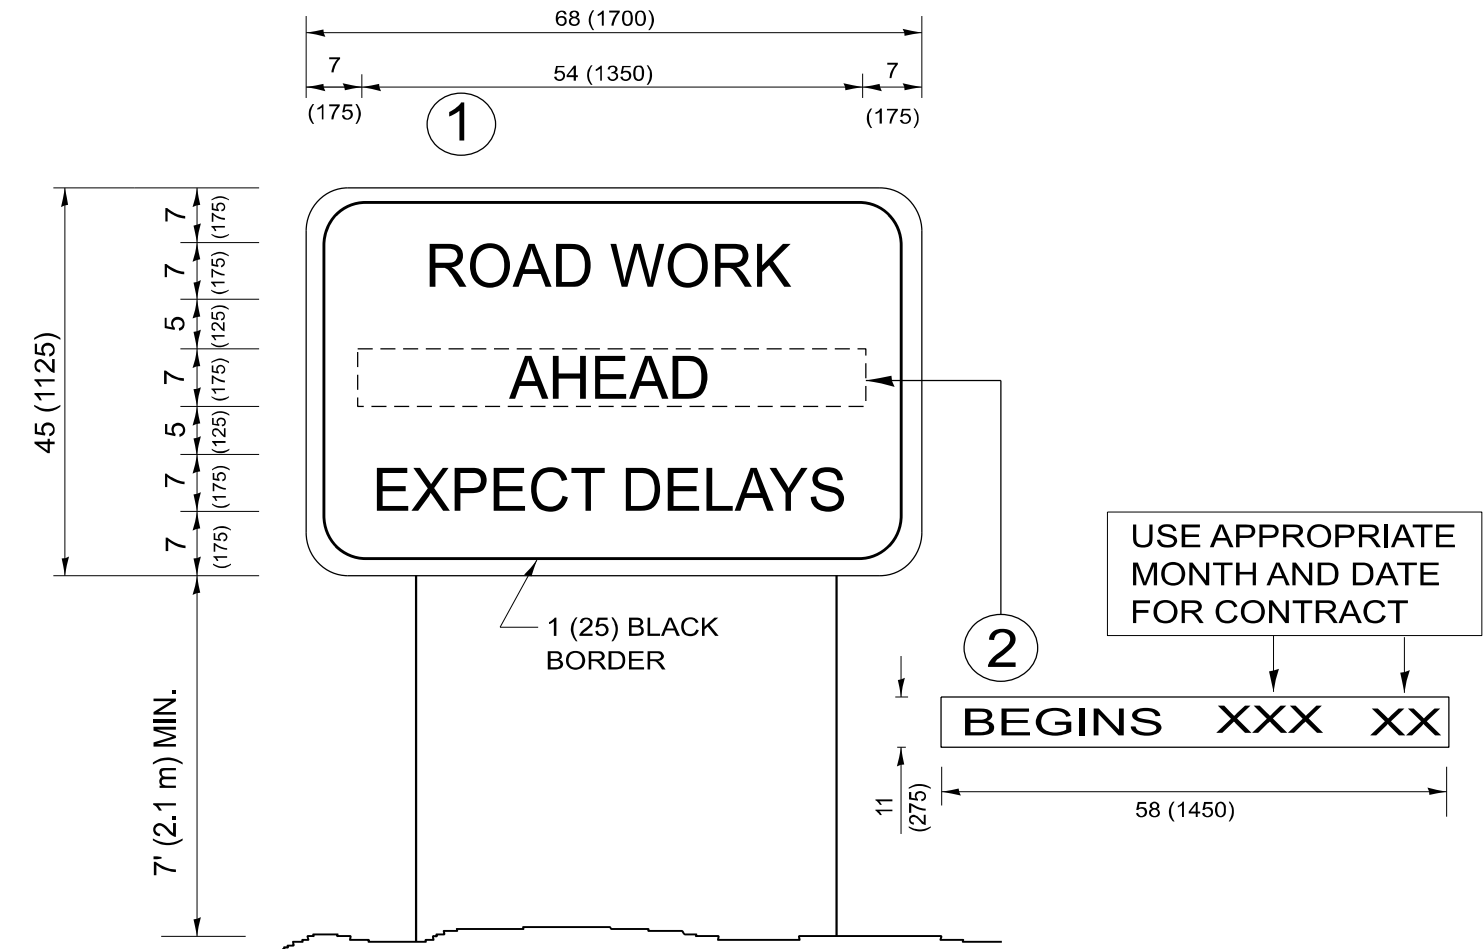 68 (1700)
7
54 (1350)
7
(175)
(175)
1
7
(175)
7
(175)
5
(125)
7
(175)
5
(125)
7
(175)
7
(175)
45 (1125)
ROAD WORK
AHEAD
EXPECT DELAYS
1 (25) BLACK
BORDER
7' (2.1 m) MIN.
USE APPROPRIATE
MONTH AND DATE
FOR CONTRACT
2
BEGINS XXX XX
11
(275)
58 (1450)